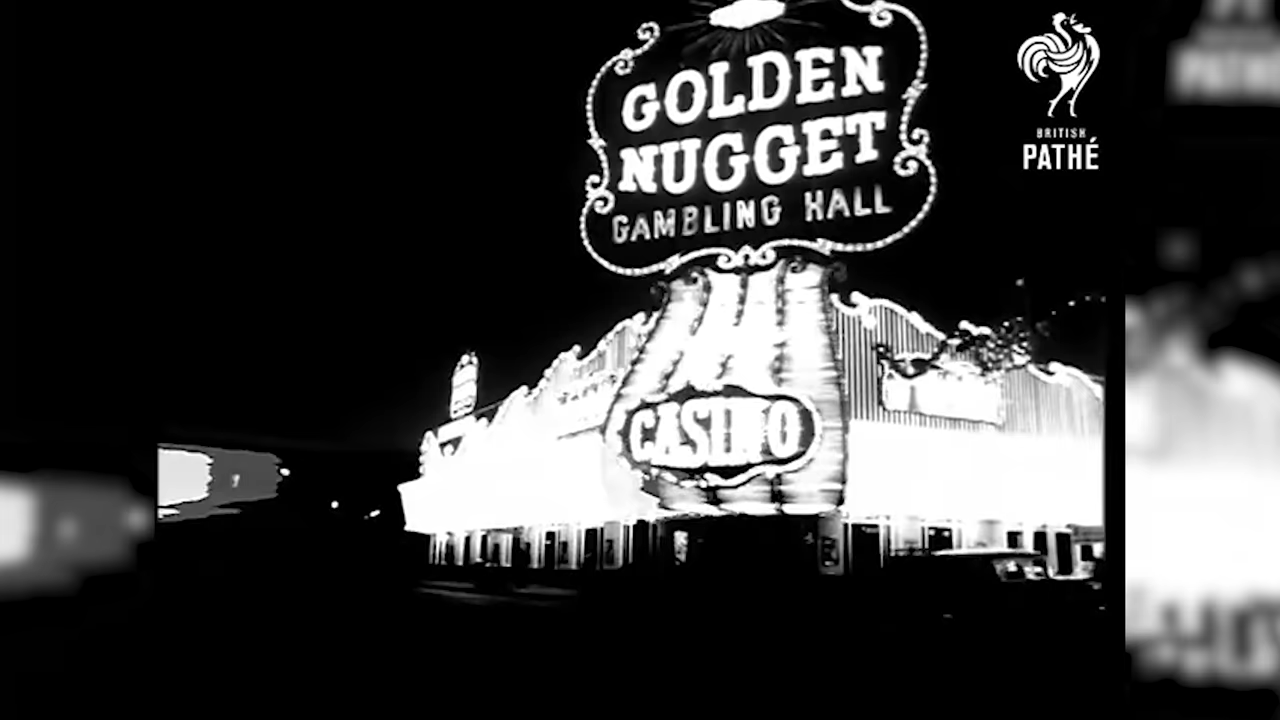 GOLDEN
NUGGET
GAMBLING HALL
CASINO
BRITISH
PATHÉ